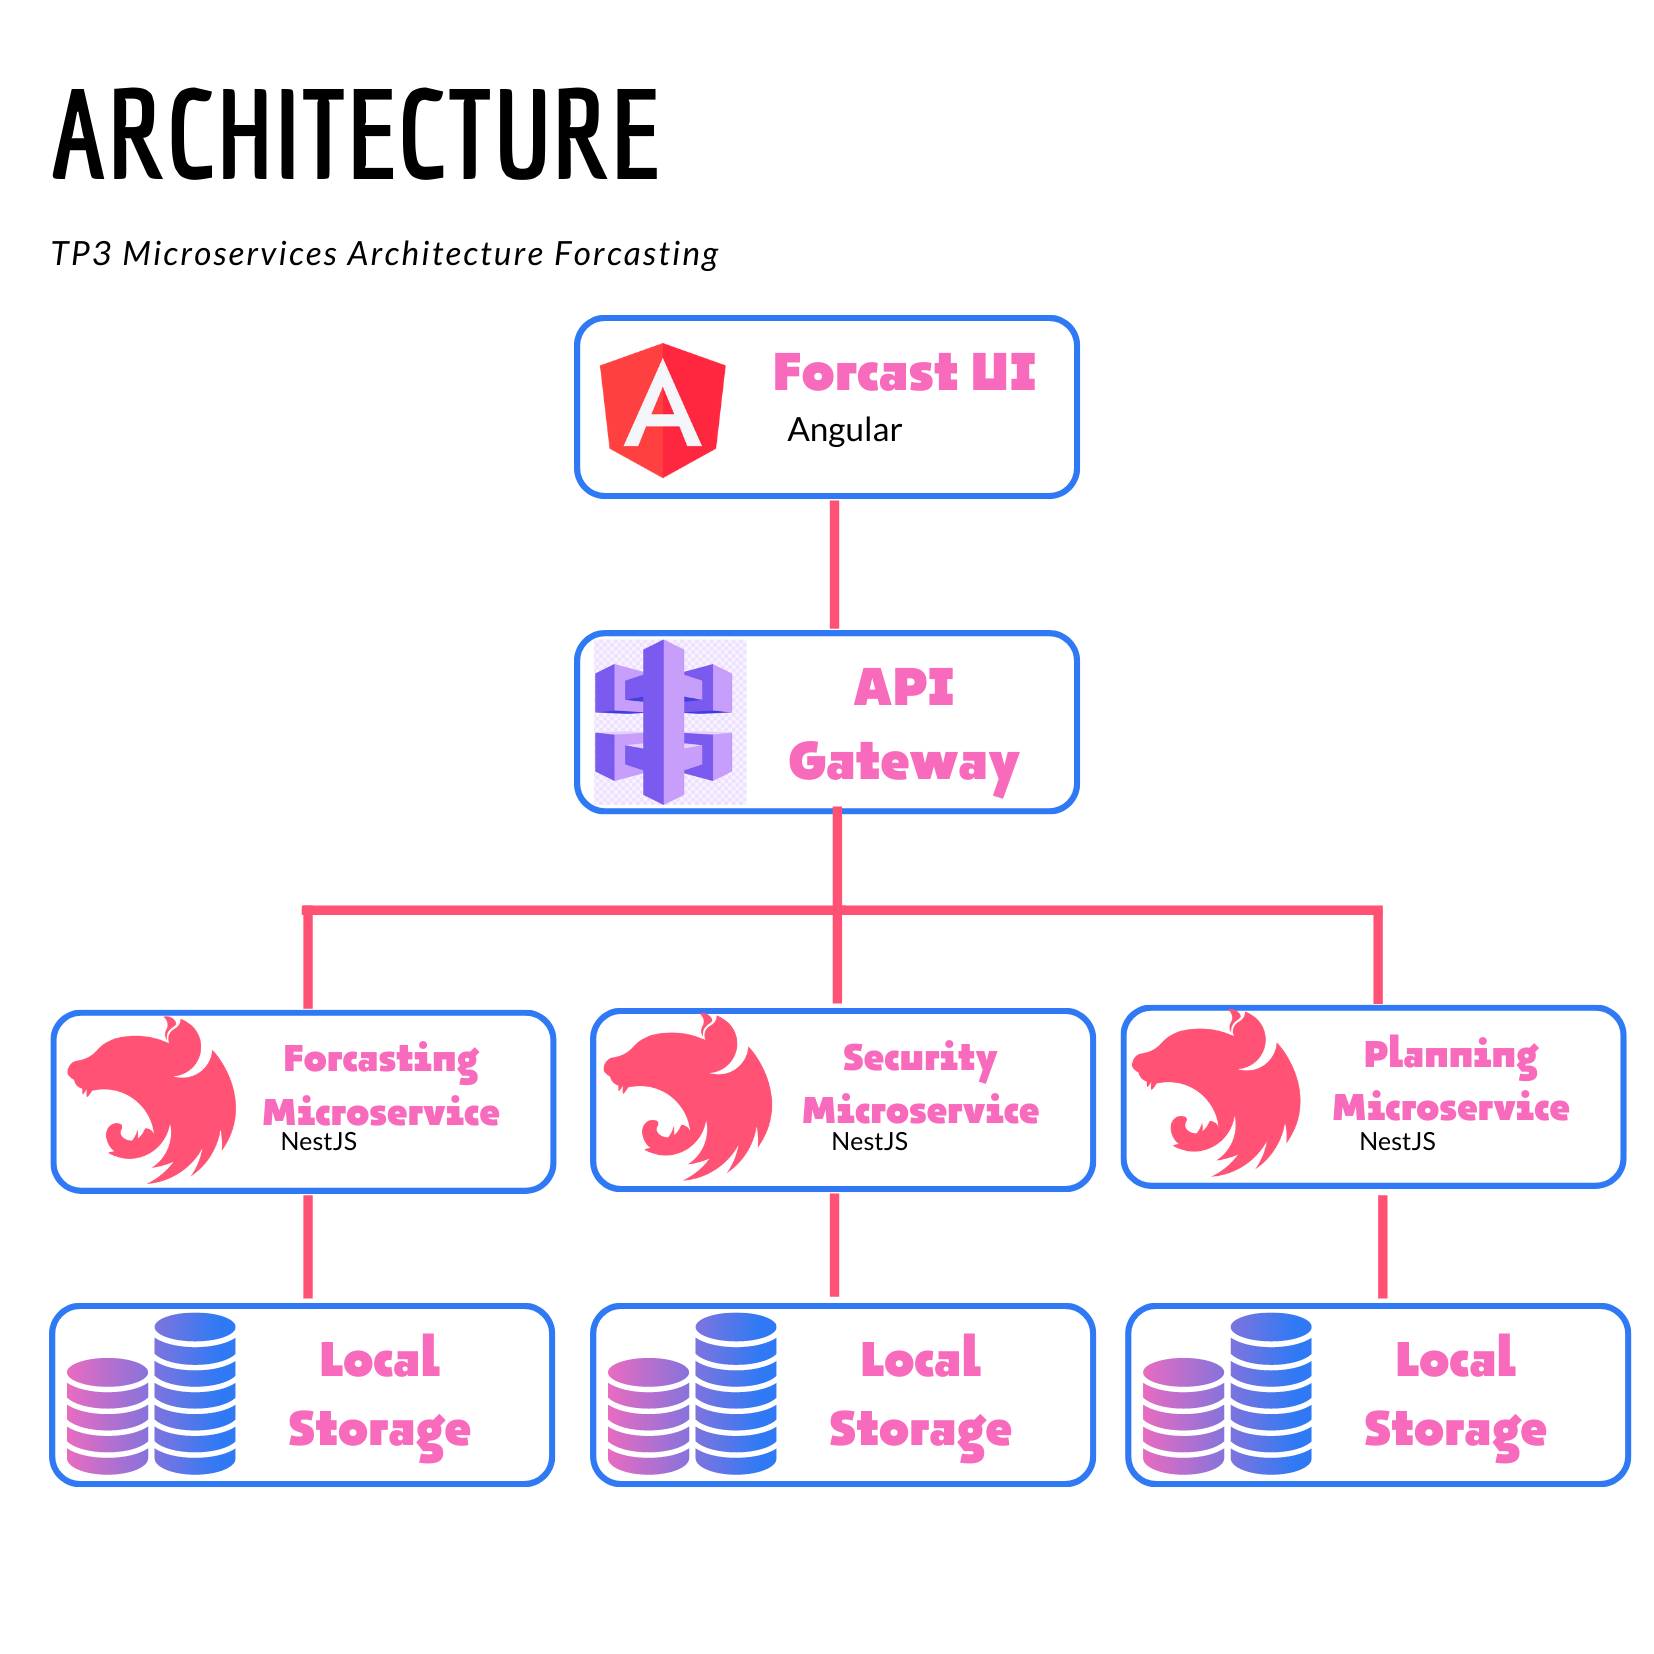 ARCHITECTURE
TP3 Microservices Architecture Forcasting
Forcast UI
Angular
API
Gateway
Forcasting
Microservice
NestJS
Security
Microservice
NestJS
Planning
Microservice
NestJS
Local
Storage
Local
Storage
Local
Storage